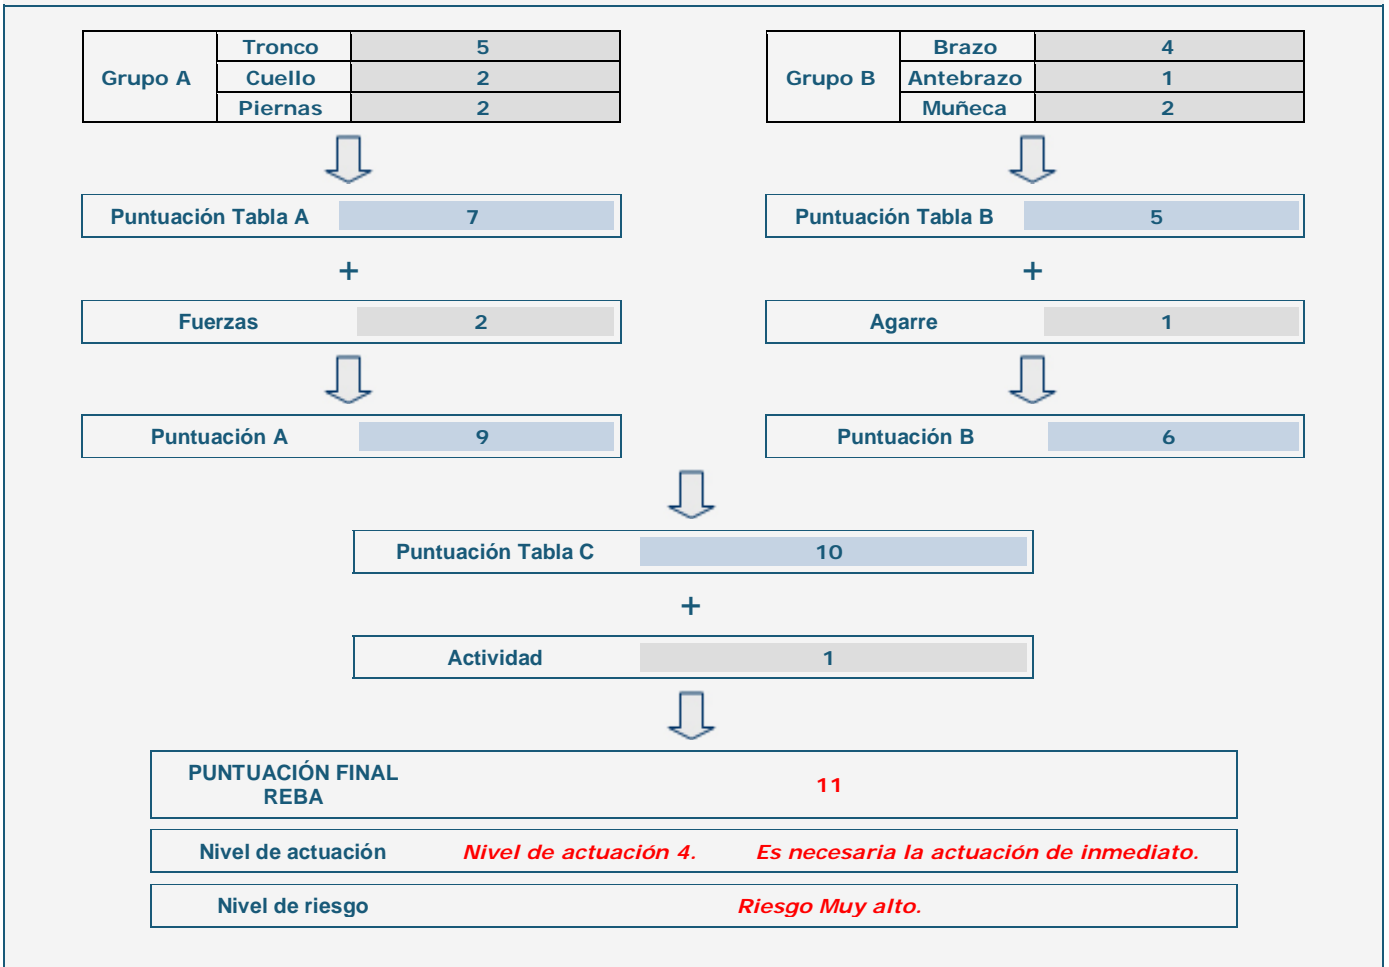 Grupo A
Tronco 5
Cuello 2
Piernas 2
Grupo B
Brazo 4
Antebrazo 1
Muñeca 2
Puntuación Tabla A 7
Puntuación Tabla B 5
+
+
Fuerzas 2
Agarre 1
Puntuación A 9
Puntuación B 6
Puntuación Tabla C 10
+
Actividad 1
PUNTUACIÓN FINAL
REBA
11
Nivel de actuación Nivel de actuación 4. Es necesaria la actuación de inmediato.
Nivel de riesgo Riesgo Muy alto.